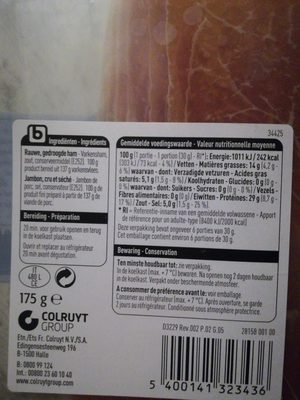 34425
b
Ingrediënten - Ingrédients
Rauwe, gedroogde ham - Varkensham,
zout, conserveermiddel (E252). 100 g
product bereid uit 137 g varkensvlees.
Jambon, cru et séché - Jambon de
porc, sel, conservateur (E252). 100 g de
produit fini préparé à partir de 137 g de
viande de porc.
Bereiding - Préparation
20 min. voor gebruik openen en terug
in de koelkast plaatsen.
Ouvrir et replacer au réfrigérateur
20 min avant dégustation.
Gemiddelde voedingswaarde - Valeur nutritionnelle moyenne
100 g (1 portie - 1 portion (30 g) - RI*): Energie:1011 kJ / 242 kcal
(303 kJ / 73 kcal - 4%) / Vetten - Matières grasses: 14 g (4,2 g
- 6%) waarvan - dont: Verzadigde vetzuren - Acides gras
saturés: 5,1 g (1,5 g - 8%) / Koolhydraten - Glucides: 0 g (0 g
- 0%) waarvan - dont: Suikers - Sucres: 0 g (0 g - 0%) / Vezels -
Fibres alimentaires: 0 g (0 g) / Eiwitten - Protéines: 29 g (8,7 g
- 17%) / Zout - Sel: 5,0 g (1,5 g - 25%).
* RI = Referentie-inname van een gemiddelde volwassene - Apport
de référence pour un adulte-type (8400 kJ/2000 kcal)
Deze verpakking bevat ongeveer 6 porties van 30 g.
Cet emballage contient environ 6 portions de 30 g.
Bewaring - Conservation
Ten minste houdbaar tot: zie verpakking.
In de koelkast (max. +7°C) bewaren. Na openen nog 2 dagen houdbaar
in de koelkast. Verpakt onder beschermende atmosfeer.
A consommer de préférence avant le: voir emballage.
Conserver au réfrigérateur (max. +7°C). Après ouverture, se garde
2 jours au réfrigérateur. Conditionné sous atmosphère protectrice.
480 L
CE
175 g e
COLRUYT
GROUP
Etn./Ets Fr. Colruyt N.V./S.A.
Edingensesteenweg 196
B-1500 Halle
B: 0800 99 124
Int: 00800 23 60 10 40
colruytgroup.com
D3229 Rev.002 P.02 G.05
28158 001 00
5 400141 323436